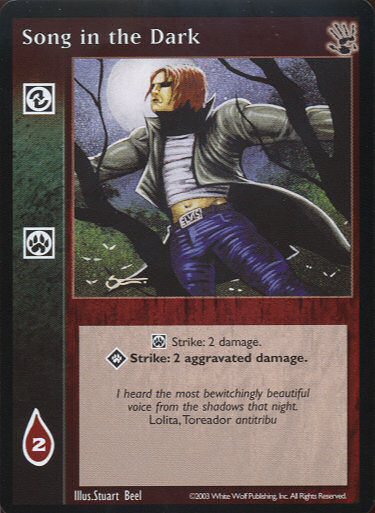 Song in the Dark
ELVIS
Strike: 2 damage.
Strike: 2 aggravated damage.
I heard the most bewitchingly beautiful
voice from the shadows that night.
Lolita, Toreador antitribu
2
Illus.Stuart Beel
©2003 White Wolf Publishing, Inc. All Rights Reserved.